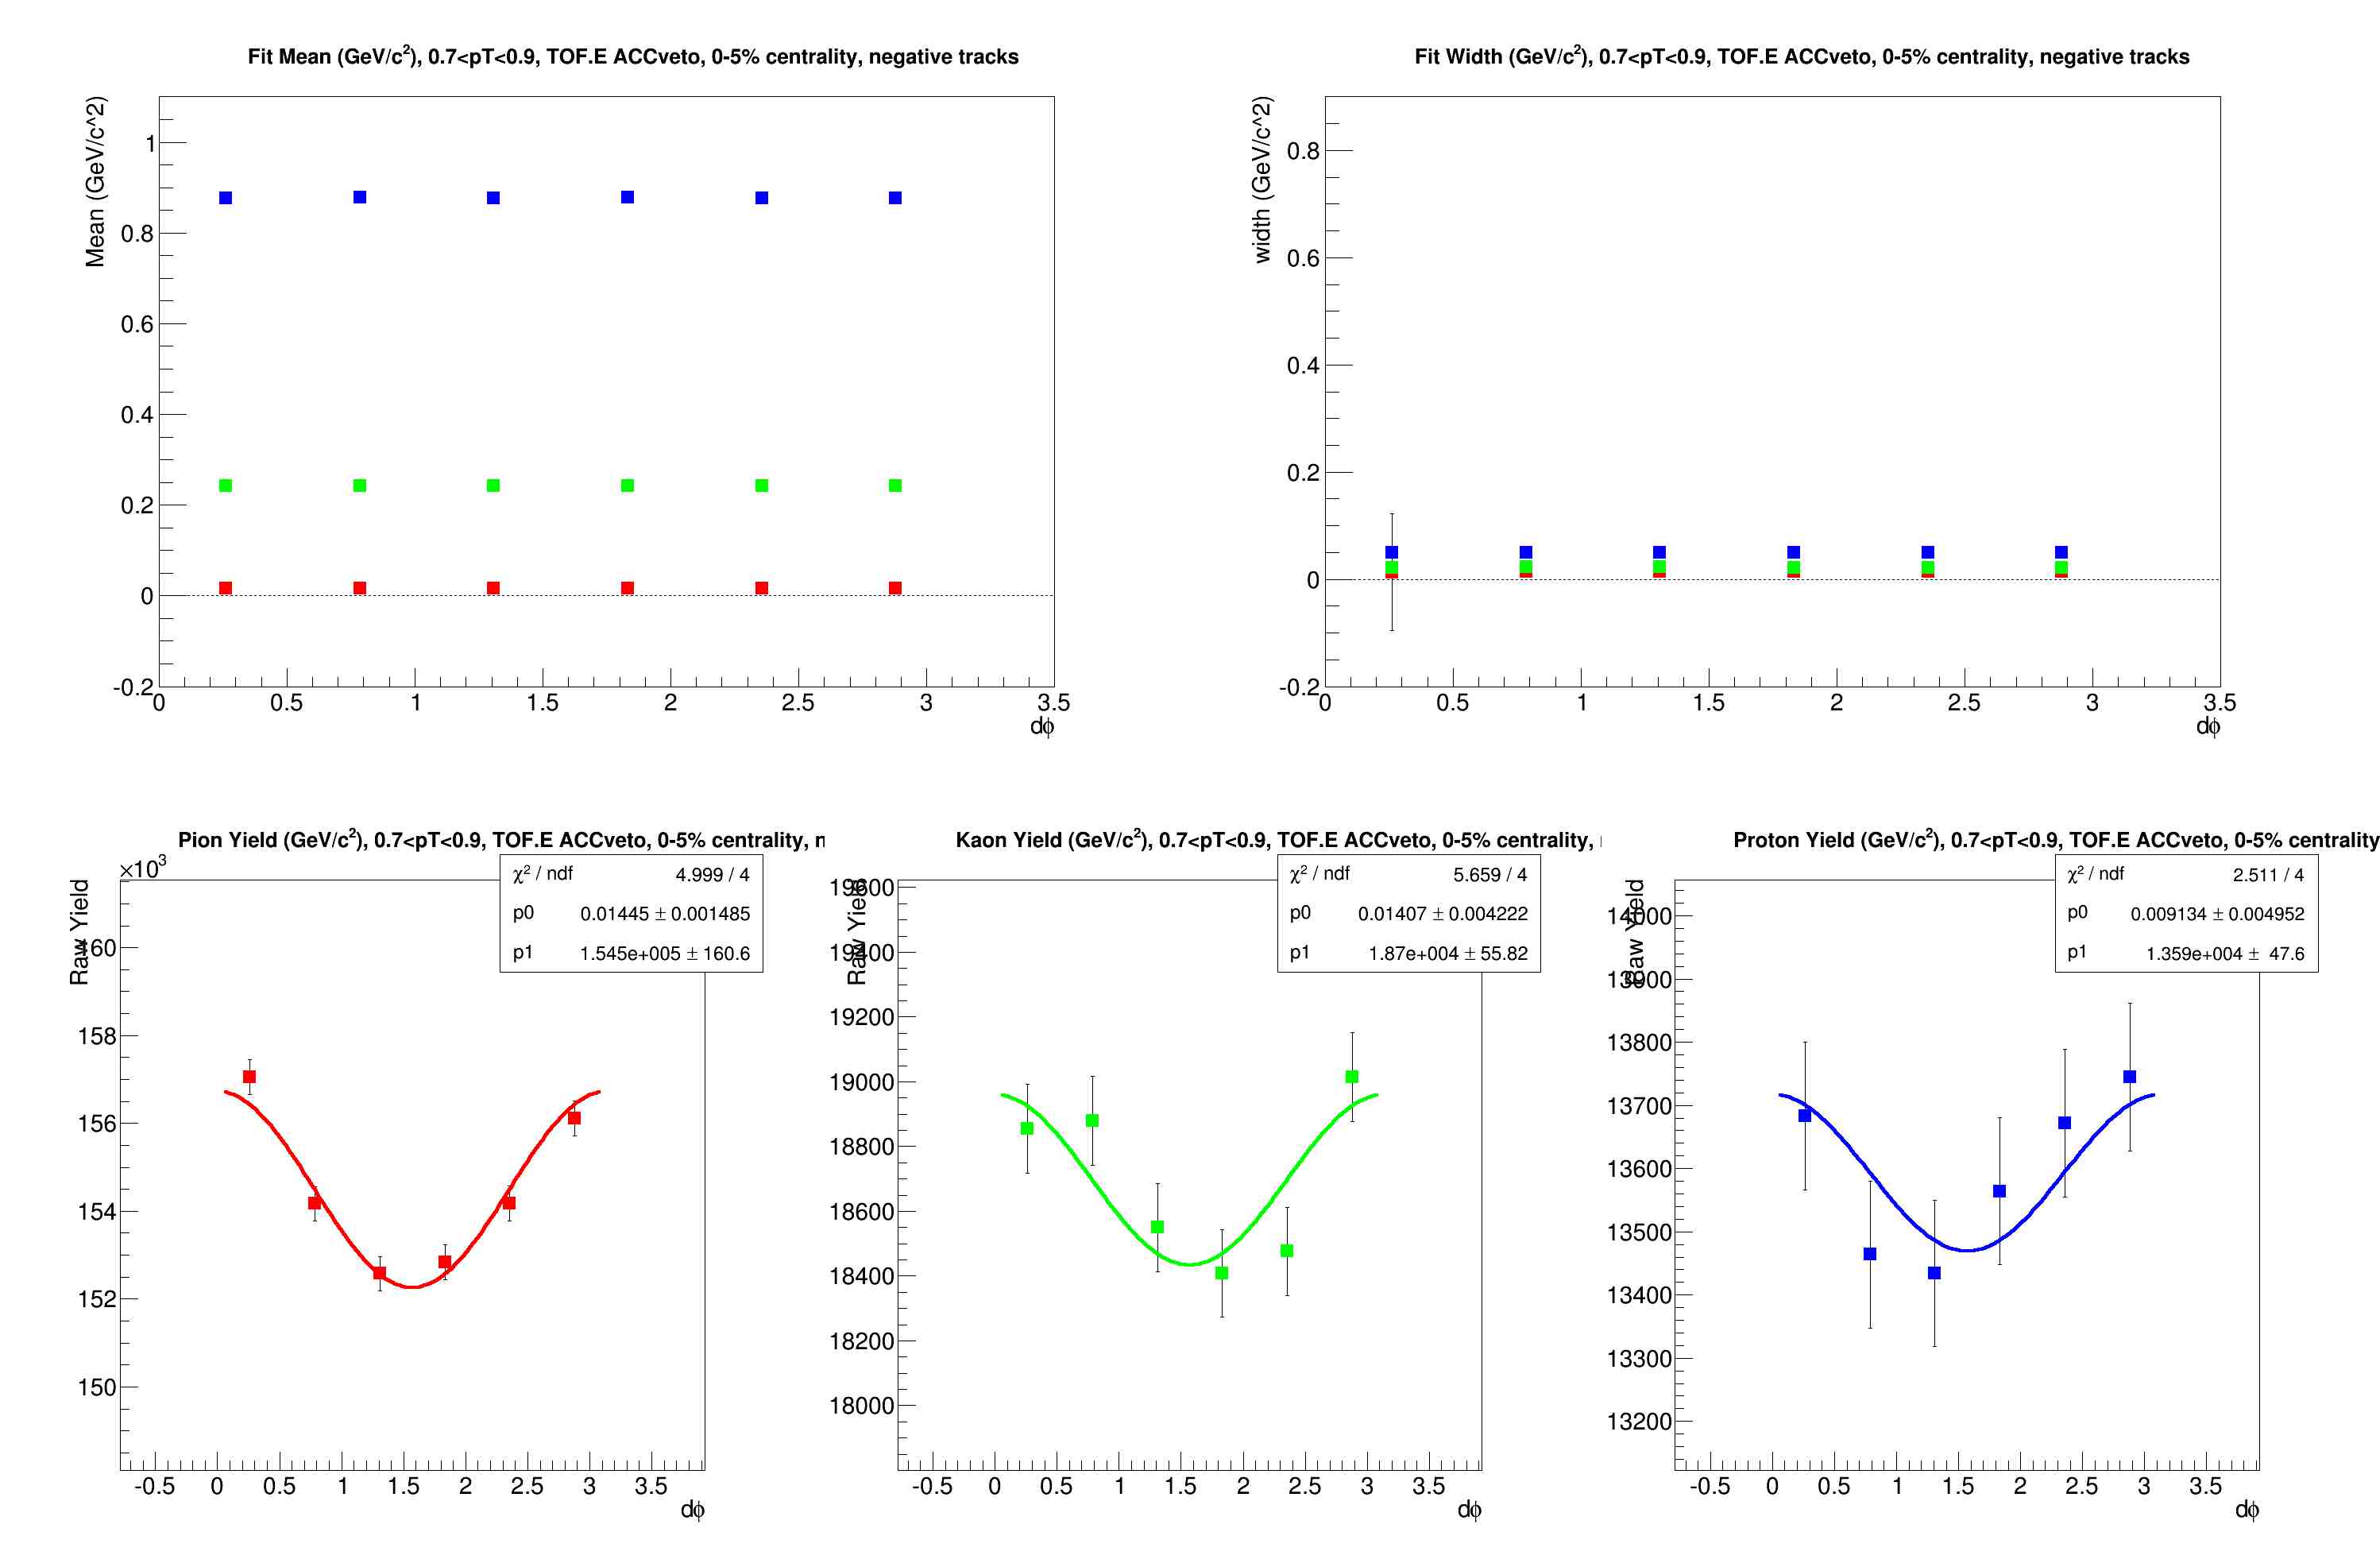 Fit Mean (GeV/c2), 0.7<pT<0.9, TOF.E ACCveto, 0-5% centrality, negative tracks
Mean (GeV/c^2)
1
0.8
0.6
0.4
0.2
0
-0.2
0 0.5 1 1.5 2 2.5 3 3.5
dϕ
Fit Width (GeV/c2), 0.7<pT<0.9, TOF.E ACCveto, 0-5% centrality, negative tracks
width (GeV/c^2)
0.8
0.6
0.4
0.2
0
-0.2
0 0.5 1 1.5 2 2.5 3 3.5
dϕ
Pion Yield (GeV/c2), 0.7<pT<0.9, TOF.E ACCveto, 0-5% centrality, n
×103
Raw Yield
χ2 / ndf 4.999 / 4
p0 0.01445 ± 0.001485
p1 1.545e+005 ± 160.6
160
158
156
154
152
150
-0.5 0 0.5 1 1.5 2 2.5 3 3.5
dϕ
Kaon Yield (GeV/c2), 0.7<pT<0.9, TOF.E ACCveto, 0-5% centrality,
Raw Yield
χ2 / ndf 5.659 / 4
p0 0.01407 ± 0.004222
p1 1.87e+004 ± 55.82
19600
19400
19200
19000
18800
18600
18400
18200
18000
-0.5 0 0.5 1 1.5 2 2.5 3 3.5
dϕ
Proton Yield (GeV/c2), 0.7<pT<0.9, TOF.E ACCveto, 0-5% centrality
Raw Yield
χ2 / ndf 2.511 / 4
p0 0.009134 ± 0.004952
p1 1.359e+004 ± 47.6
14000
13900
13800
13700
13600
13500
13400
13300
13200
-0.5 0 0.5 1 1.5 2 2.5 3 3.5
dϕ